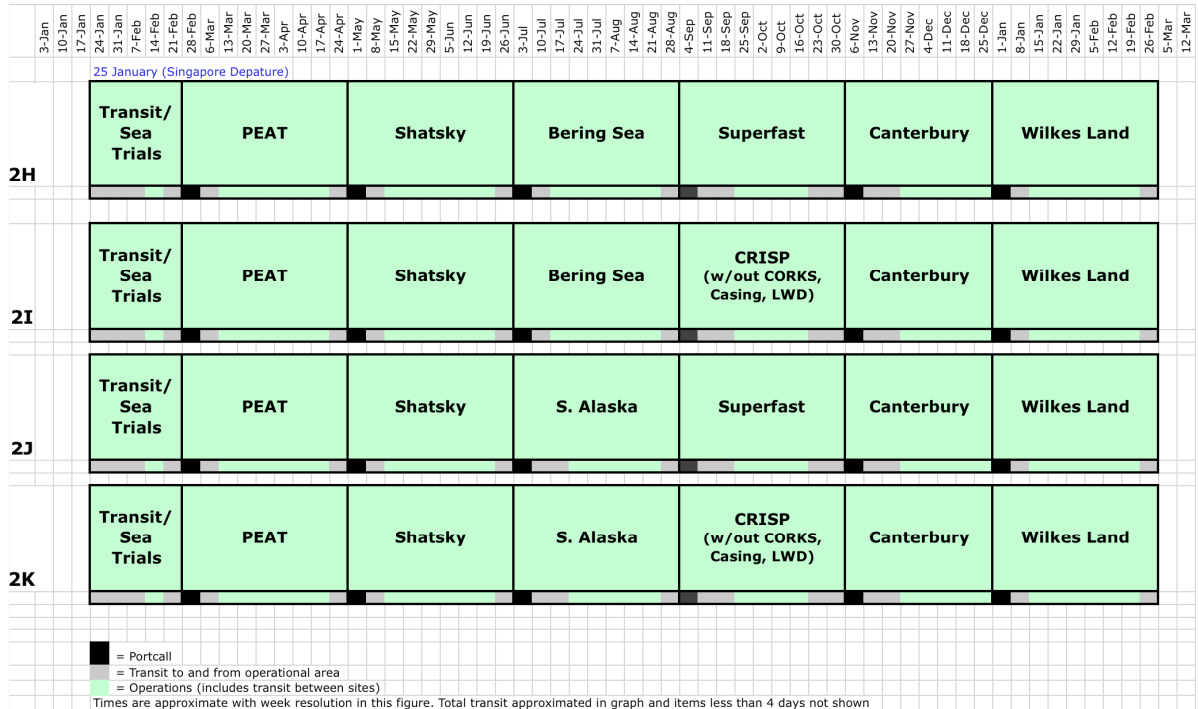 3-Jan 10-Jan 17-Jan 24-Jan 31-Jan 7-Feb 14-Feb 21-Feb 28-Feb 6-Mar 13-Mar 20-Mar 27-Mar 3-Apr 10-Apr 17-Apr 24-Apr 1-May 8-May 15-May 22-May 29-May 5-Jun 12-Jun 19-Jun 26-Jun 3-Jul 10-Jul 17-Jul 24-Jul 31-Jul 7-Aug 14-Aug 21-Aug 28-Aug 4-Sep 11-Sep 18-Sep 25-Sep 2-Oct 9-Oct 16-Oct 23-Oct 30-Oct 6-Nov 13-Nov 20-Nov 27-Nov 4-Dec 11-Dec 18-Dec 25-Dec 1-Jan 8-Jan 15-Jan 22-Jan 29-Jan 5-Feb 12-Feb 19-Feb 26-Feb 5-Mar 12-Mar
25 January (Singapore Depature)
Transit/
Sea
Trials
PEAT
Shatsky
Bering Sea
Superfast
Canterbury
Wilkes Land
2H
Transit/
Sea
Trials
PEAT
Shatsky
Bering Sea
CRISP
(w/out CORKS,
Casing, LWD)
Canterbury
Wilkes Land
2I
Transit/
Sea
Trials
PEAT
Shatsky
S. Alaska
Superfast
Canterbury
Wilkes Land
2J
Transit/
Sea
Trials
PEAT
Shatsky
S. Alaska
CRISP
(w/out CORKS,
Casing, LWD)
Canterbury
Wilkes Land
2K
= Portcall
= Transit to and from operational area
= Operations (includes transit between sites)
Times are approximate with week resolution in this figure. Total transit approximated in graph and items less than 4 days not shown